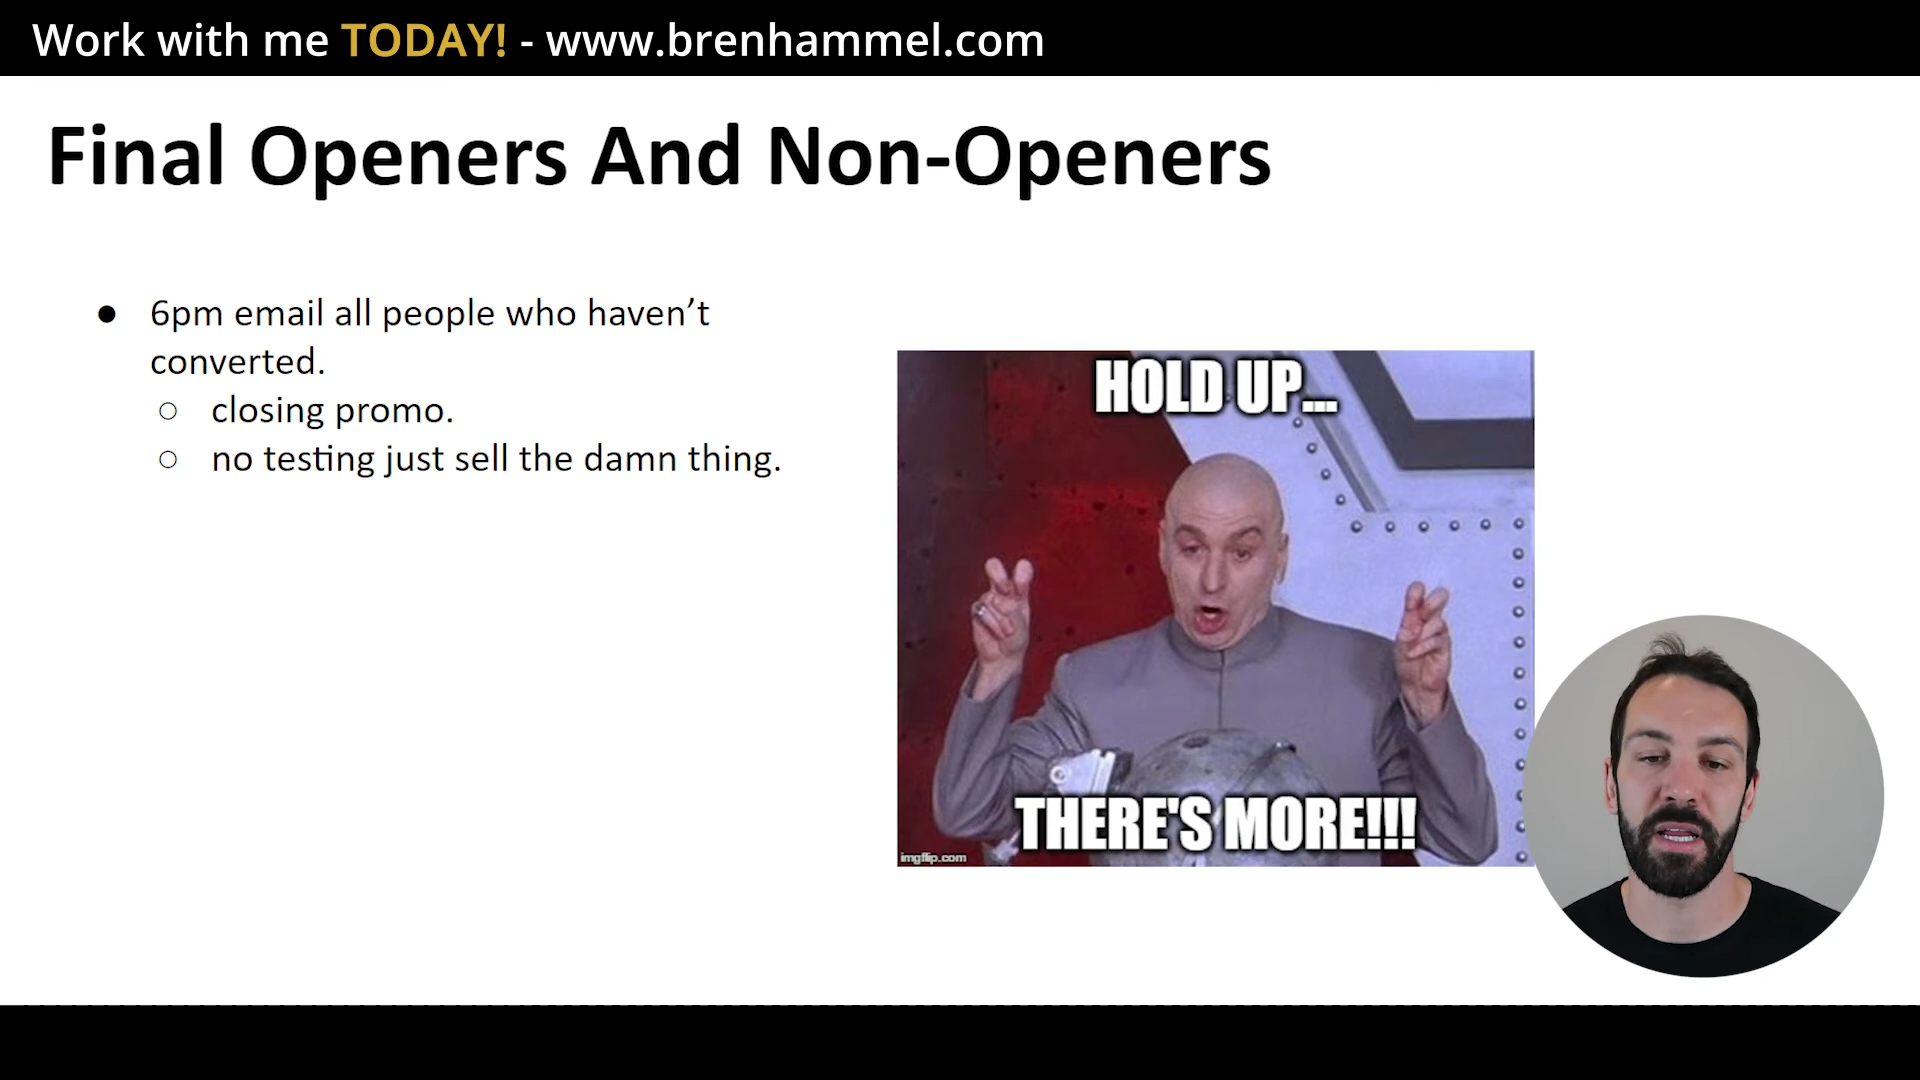 Work with me TODAY! - www.brenhammel.com
Final Openers And Non-Openers
● 6pm email all people who haven’t
converted.
○ closing promo.
○ no testing just sell the damn thing.
HOLD UP...
THERE'S MORE!!!
imgflip.com